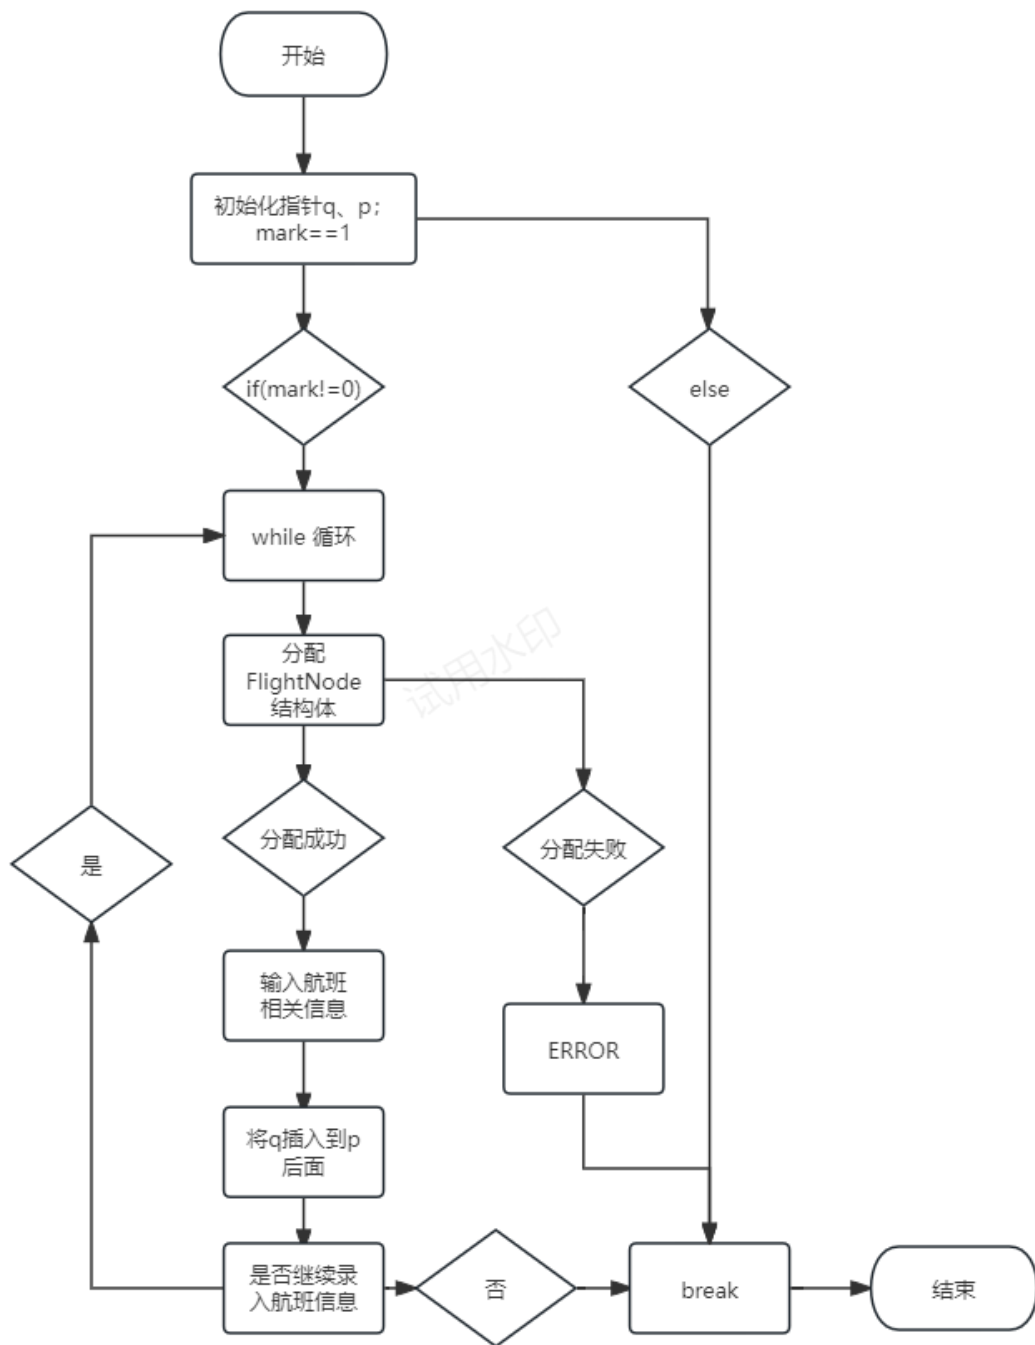 开始
初始化指针q、p；
mark==1
if(mark!=0)
else
while 循环
分配
FlightNode
结构体
试用水印
分配成功
分配失败
是
输入航班
相关信息
ERROR
将q插入到p
后面
是否继续录
入航班信息
否
break
结束